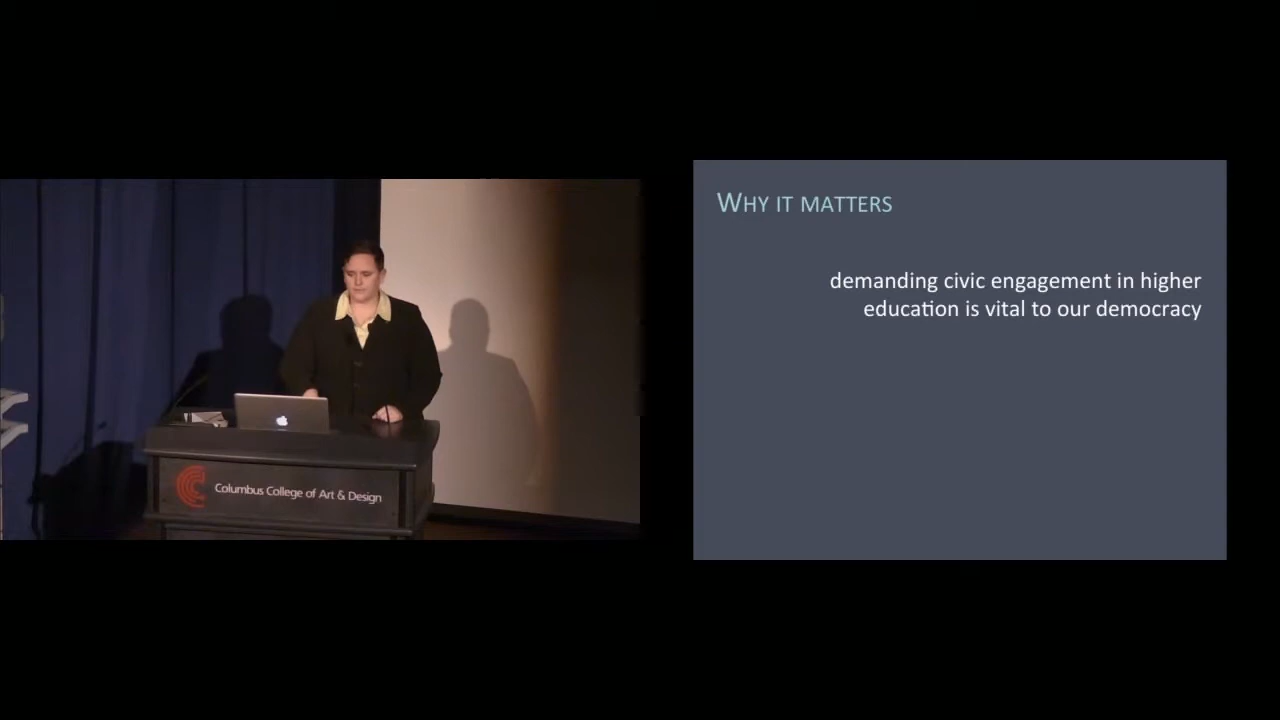 WHY IT MATTERS
demanding civic engagement in higher
education is vital to our democracy
Columbus College of Art & Design